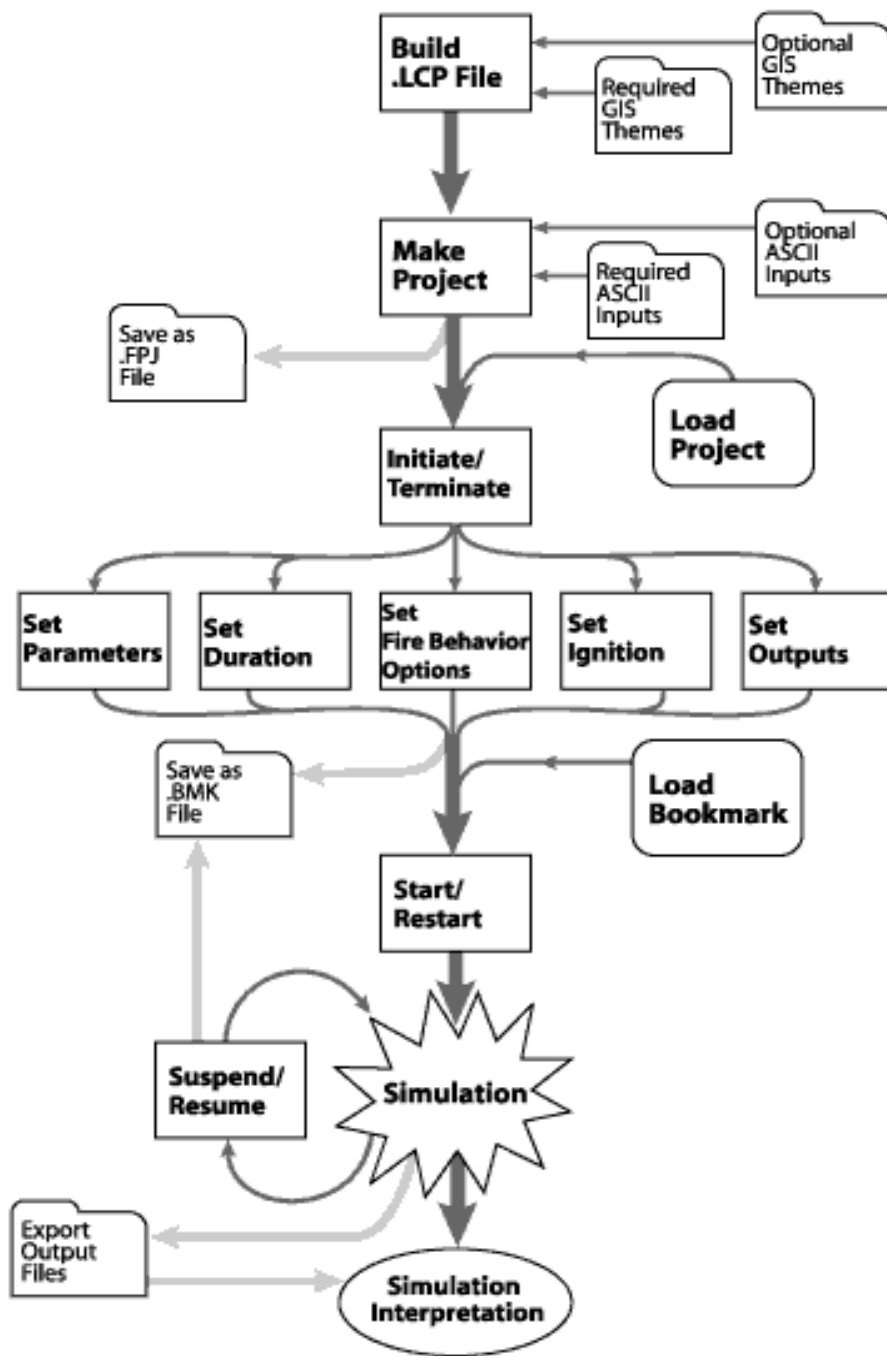 Build
.LCP File
Optional
GIS
Themes
Required
GIS
Themes
Make
Project
Optional
ASCII
Inputs
Required
ASCII
Inputs
Save as
.FPJ
File
Load
Project
Initiate/
Terminate
Set
Parameters
Set
Duration
Set
Fire Behavior
Options
Set
Ignition
Set
Outputs
Save as
.BMK
File
Load
Bookmark
Start/
Restart
Suspend/
Resume
Simulation
Export
Output
Files
Simulation
Interpretation